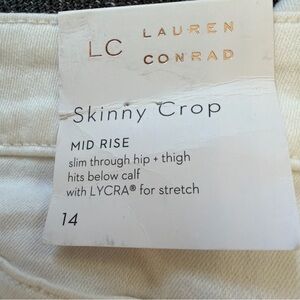 LC LAUREN
CONRAD
Skinny Crop
MID RISE
slim through hip + thigh
hits below calf
with LYCRA® for stretch
14